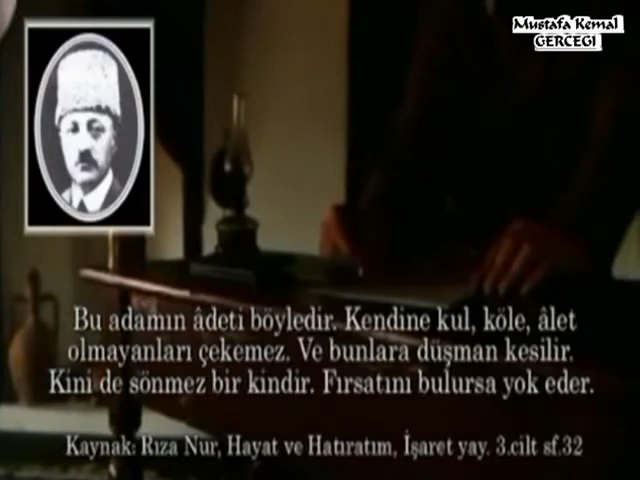 Mustafa Kemal
GERÇEĞİ
Bu adamın âdeti böyledir. Kendine kul, köle, âlet
olmayanları çekemez. Ve bunlara düşman kesilir.
Kini de sönmez bir kindir. Fırsatını bulursa yok eder.
Kaynak: Rıza Nur, Hayat ve Hatıratım, İşaret yay. 3.cilt sf.32